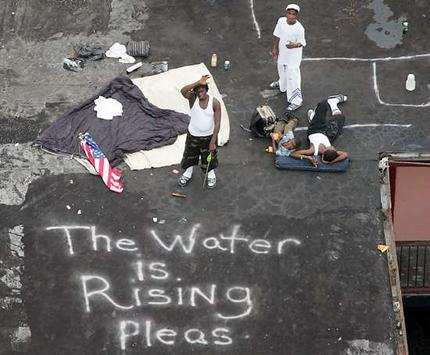 The Water
is
Rising
Pleas